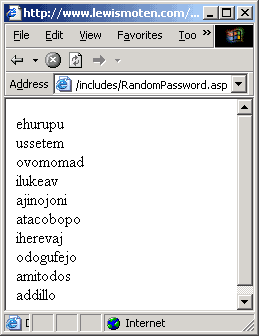 http://www.lewismoten.com/...
File Edit View Favorites Too »
Address /includes/RandomPassword.asp
ehurupu
ussetem
ovomomad
ilukeav
ajinojoni
atacobopo
iherevaj
odogufejo
amitodos
addillo
Internet